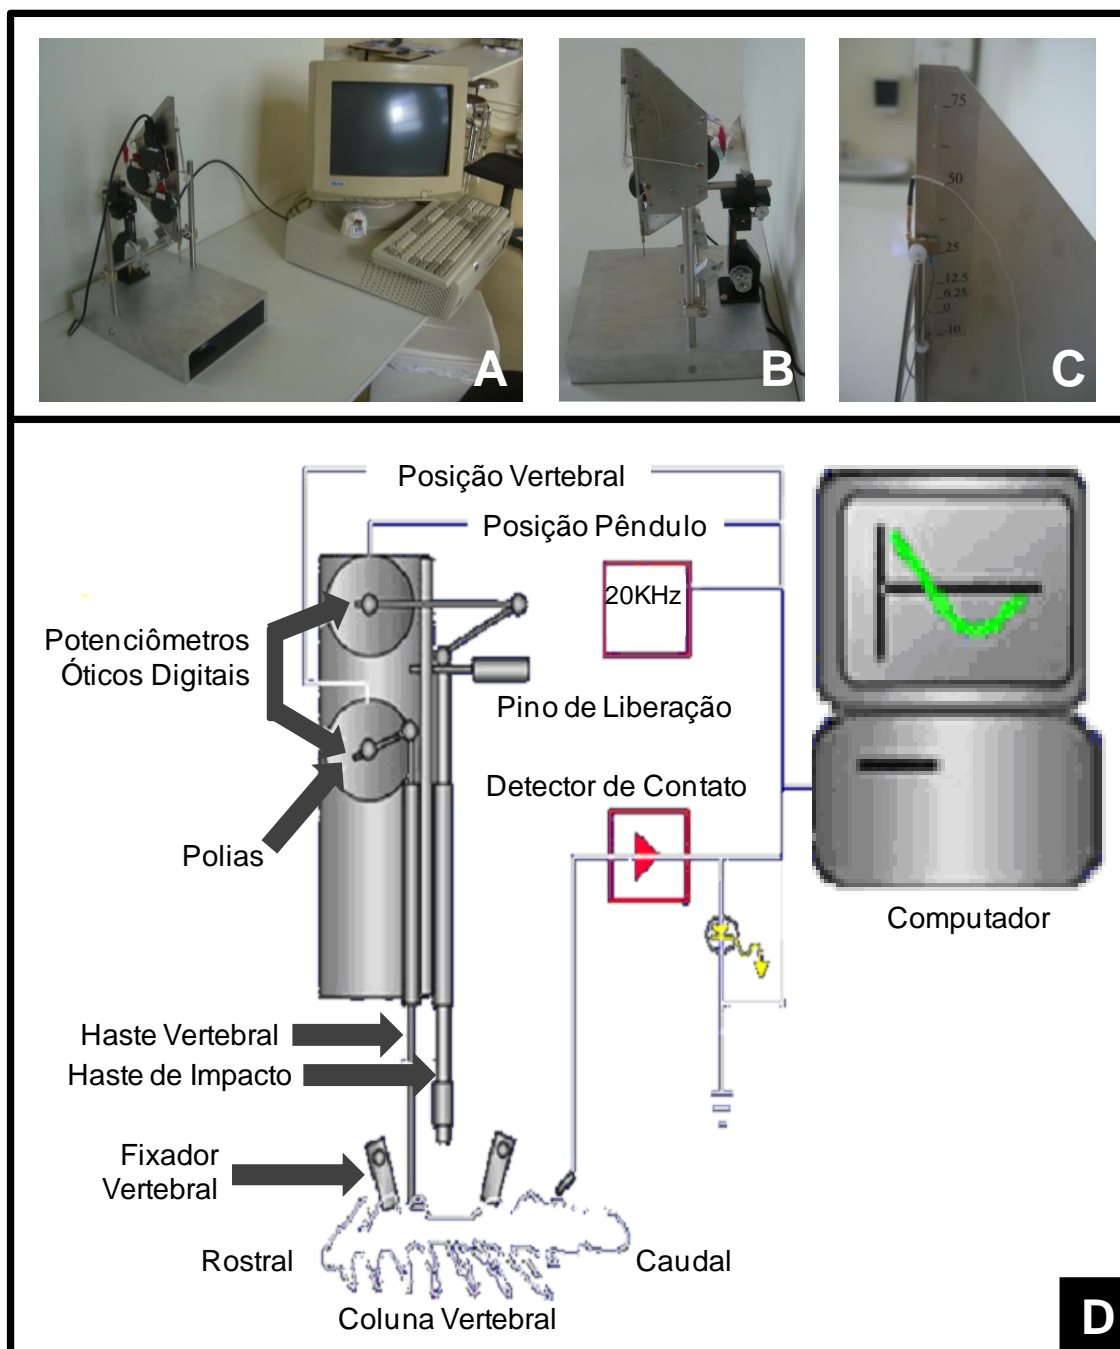 A
B
75
50
25
12.5
6.25
0
-10
C
Posição Vertebral
Posição Pêndulo
20KHz
Potenciômetros
Óticos Digitais
Pino de Liberação
Detector de Contato
Polias
Computador
Haste Vertebral
Haste de Impacto
Fixador
Vertebral
Rostral
Caudal
Coluna Vertebral
D